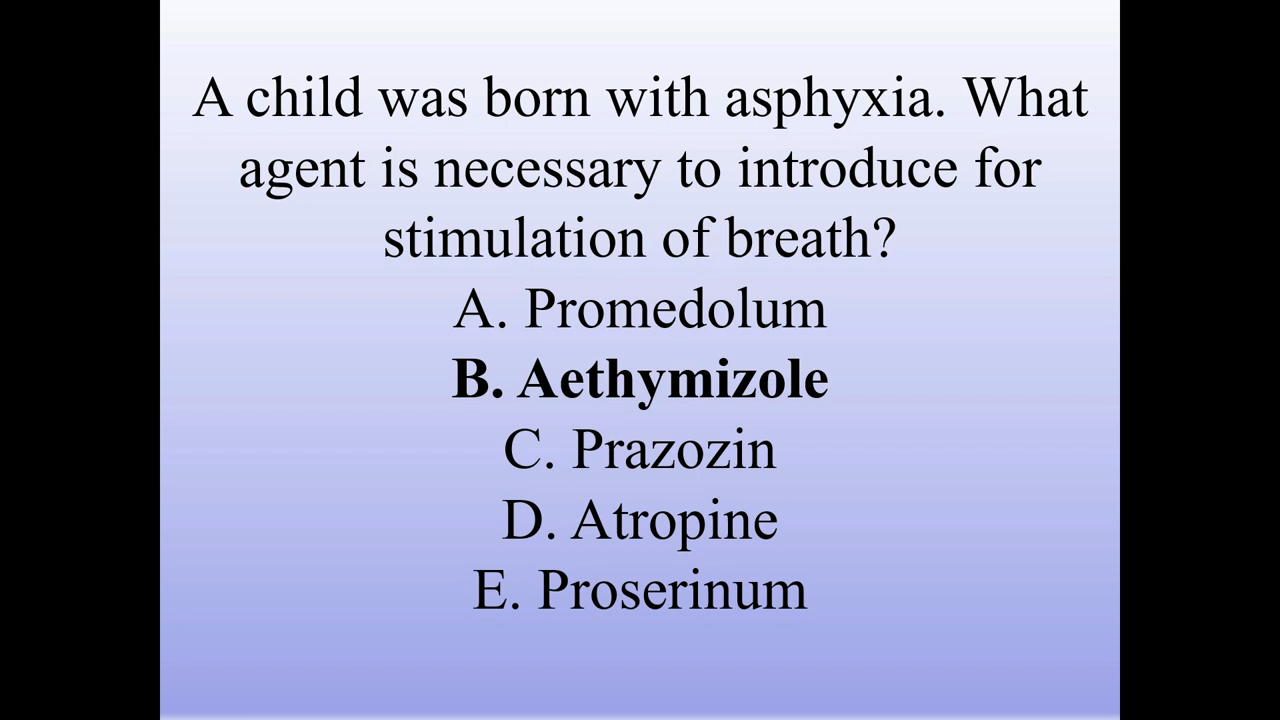 A child was born with asphyxia. What
agent is necessary to introduce for
stimulation of breath?
A. Promedolum
B. Aethymizole
C. Prazozin
D. Atropine
E. Proserinum